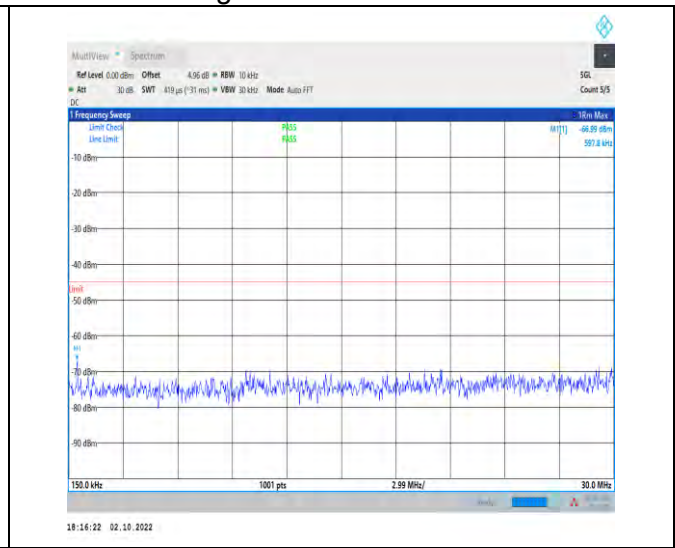 MultiView Spectrum
Ref Level 0.00 dBm Offset 4.96 dB RBW 10 kHz SGL
Att 30 dB SWT 419 µs (~31 ms) VBW 30 kHz Mode Auto FFT Count 5/5
DC
1 Frequency Sweep 1Rm Max
Limit Check PASS M1[1] -66.99 dBm
Line Limit PASS 597.8 kHz
-10 dBm
-20 dBm
-30 dBm
-40 dBm
Limit
-50 dBm
-60 dBm
M1
-70 dBm
-80 dBm
-90 dBm
150.0 kHz 1001 pts 2.99 MHz/ 30.0 MHz
18:16:22 02.10.2022